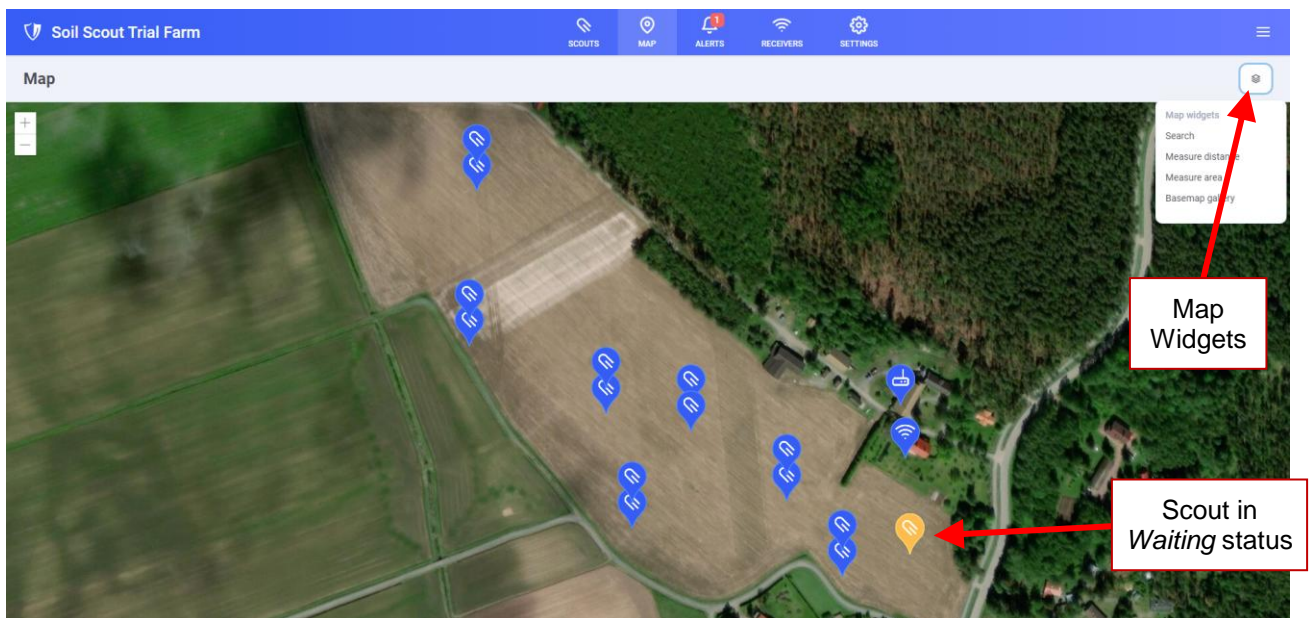 Soil Scout Trial Farm
SCOUTS
MAP
1
ALERTS
RECEIVERS
SETTINGS
Map
+
−
Map widgets
Search
Measure distance
Measure area
Basemap gallery
Map
Widgets
Scout in
Waiting status